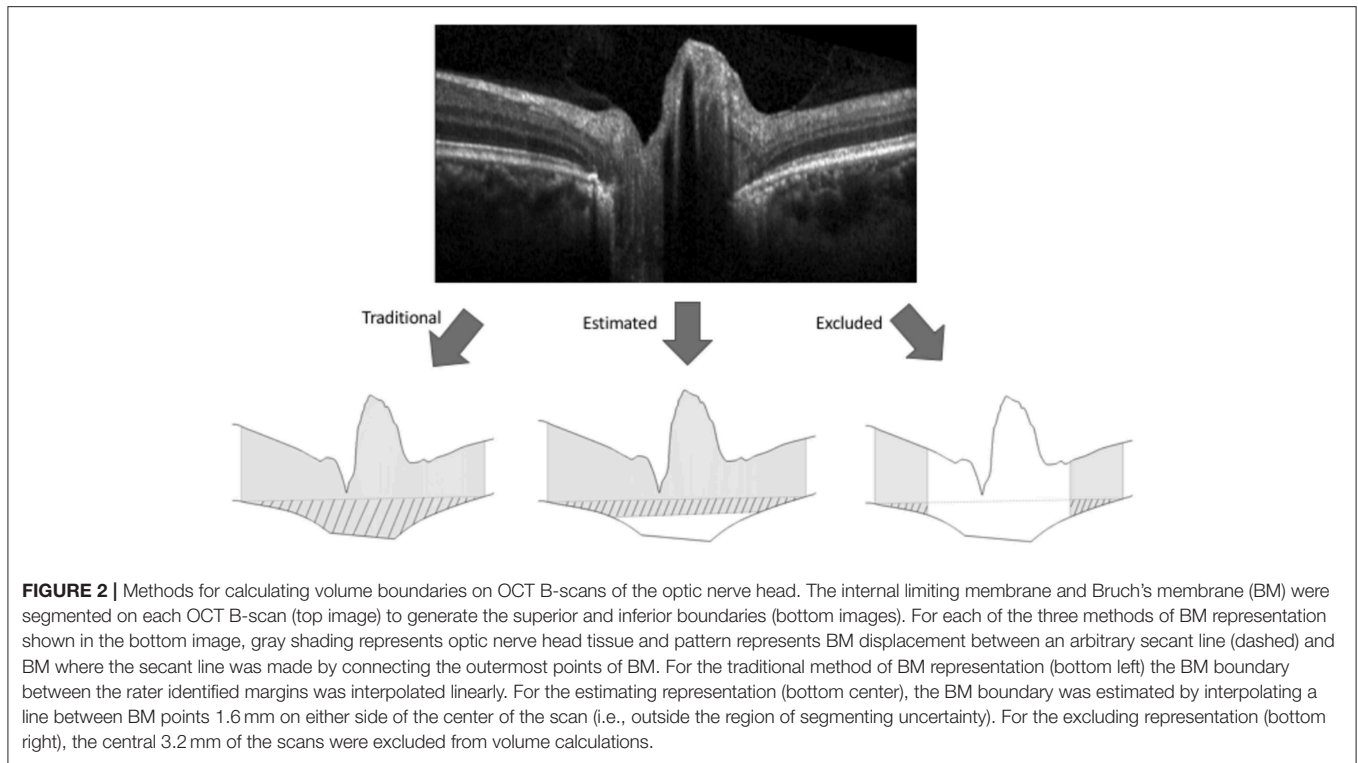 Traditional
Estimated
Excluded
FIGURE 2 | Methods for calculating volume boundaries on OCT B-scans of the optic nerve head. The internal limiting membrane and Bruch's membrane (BM) were
segmented on each OCT B-scan (top image) to generate the superior and inferior boundaries (bottom images). For each of the three methods of BM representation
shown in the bottom image, gray shading represents optic nerve head tissue and pattern represents BM displacement between an arbitrary secant line (dashed) and
BM where the secant line was made by connecting the outermost points of BM. For the traditional method of BM representation (bottom left) the BM boundary
between the rater identified margins was interpolated linearly. For the estimating representation (bottom center), the BM boundary was estimated by interpolating a
line between BM points 1.6 mm on either side of the center of the scan (i.e., outside the region of segmenting uncertainty). For the excluding representation (bottom
right), the central 3.2 mm of the scans were excluded from volume calculations.